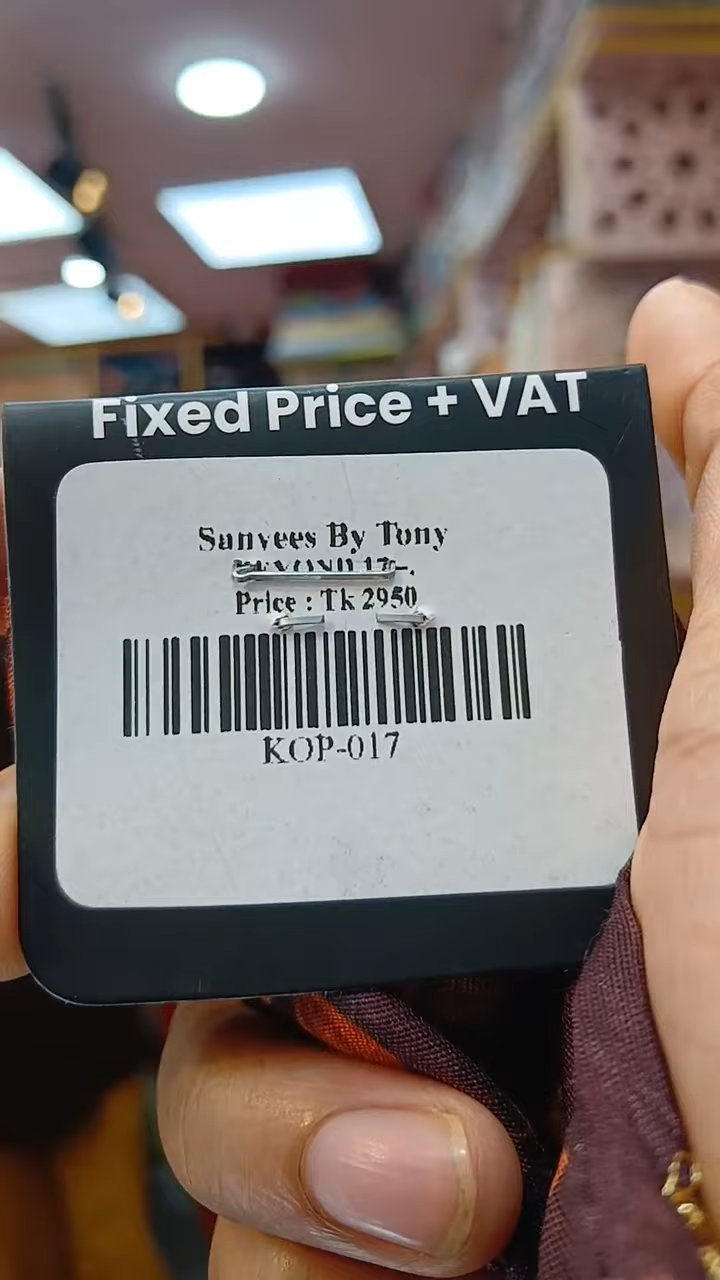 Fixed Price + VAT
Sanvees By Tony
Price : Tk 2950
KOP-017